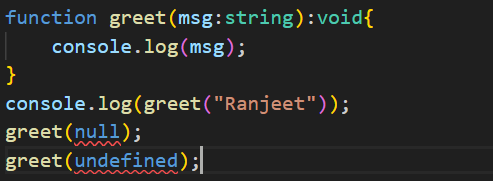 function greet(msg:string):void{
    console.log(msg);
}
console.log(greet("Ranjeet"));
greet(null);
greet(undefined);